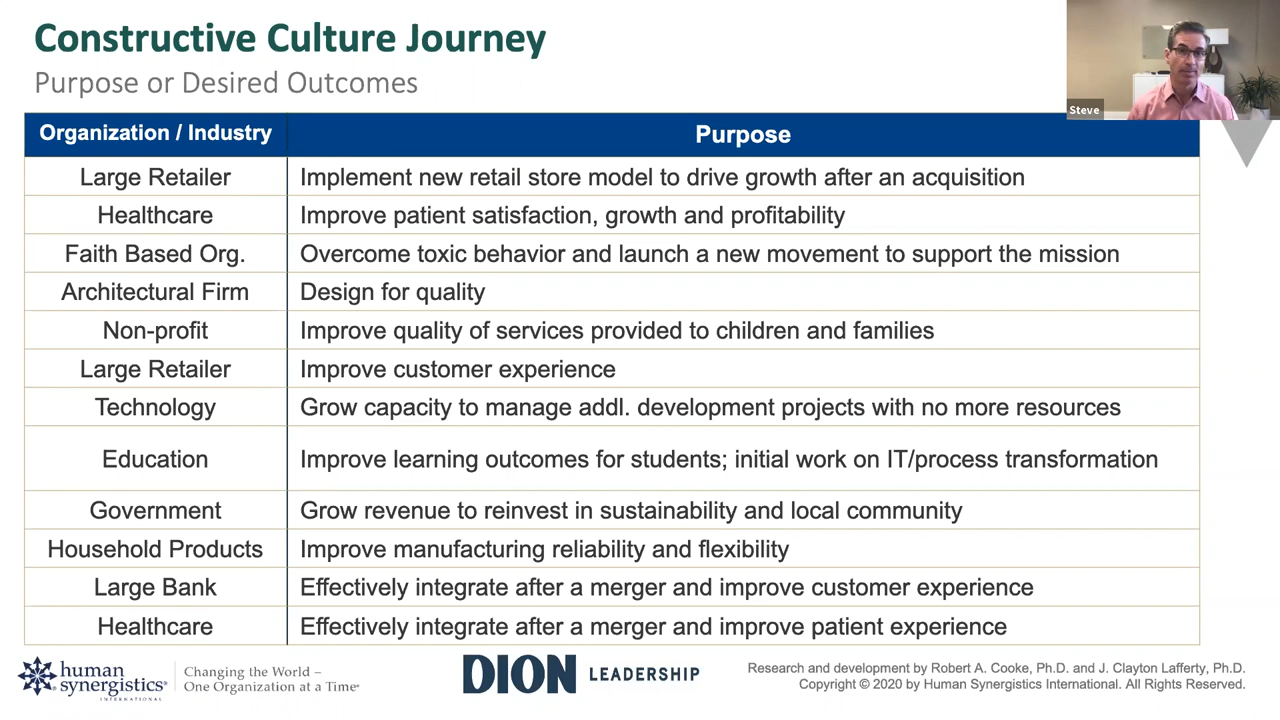 Constructive Culture Journey
Purpose or Desired Outcomes
Steve
Organization / Industry Purpose
Large Retailer Implement new retail store model to drive growth after an acquisition
Healthcare Improve patient satisfaction, growth and profitability
Faith Based Org. Overcome toxic behavior and launch a new movement to support the mission
Architectural Firm Design for quality
Non-profit Improve quality of services provided to children and families
Large Retailer Improve customer experience
Technology Grow capacity to manage addl. development projects with no more resources
Education Improve learning outcomes for students; initial work on IT/process transformation
Government Grow revenue to reinvest in sustainability and local community
Household Products Improve manufacturing reliability and flexibility
Large Bank Effectively integrate after a merger and improve customer experience
Healthcare Effectively integrate after a merger and improve patient experience
human
synergistics®
INTERNATIONAL
Changing the World –
One Organization at a Time®
DION LEADERSHIP
Research and development by Robert A. Cooke, Ph.D. and J. Clayton Lafferty, Ph.D.
Copyright © 2020 by Human Synergistics International. All Rights Reserved.